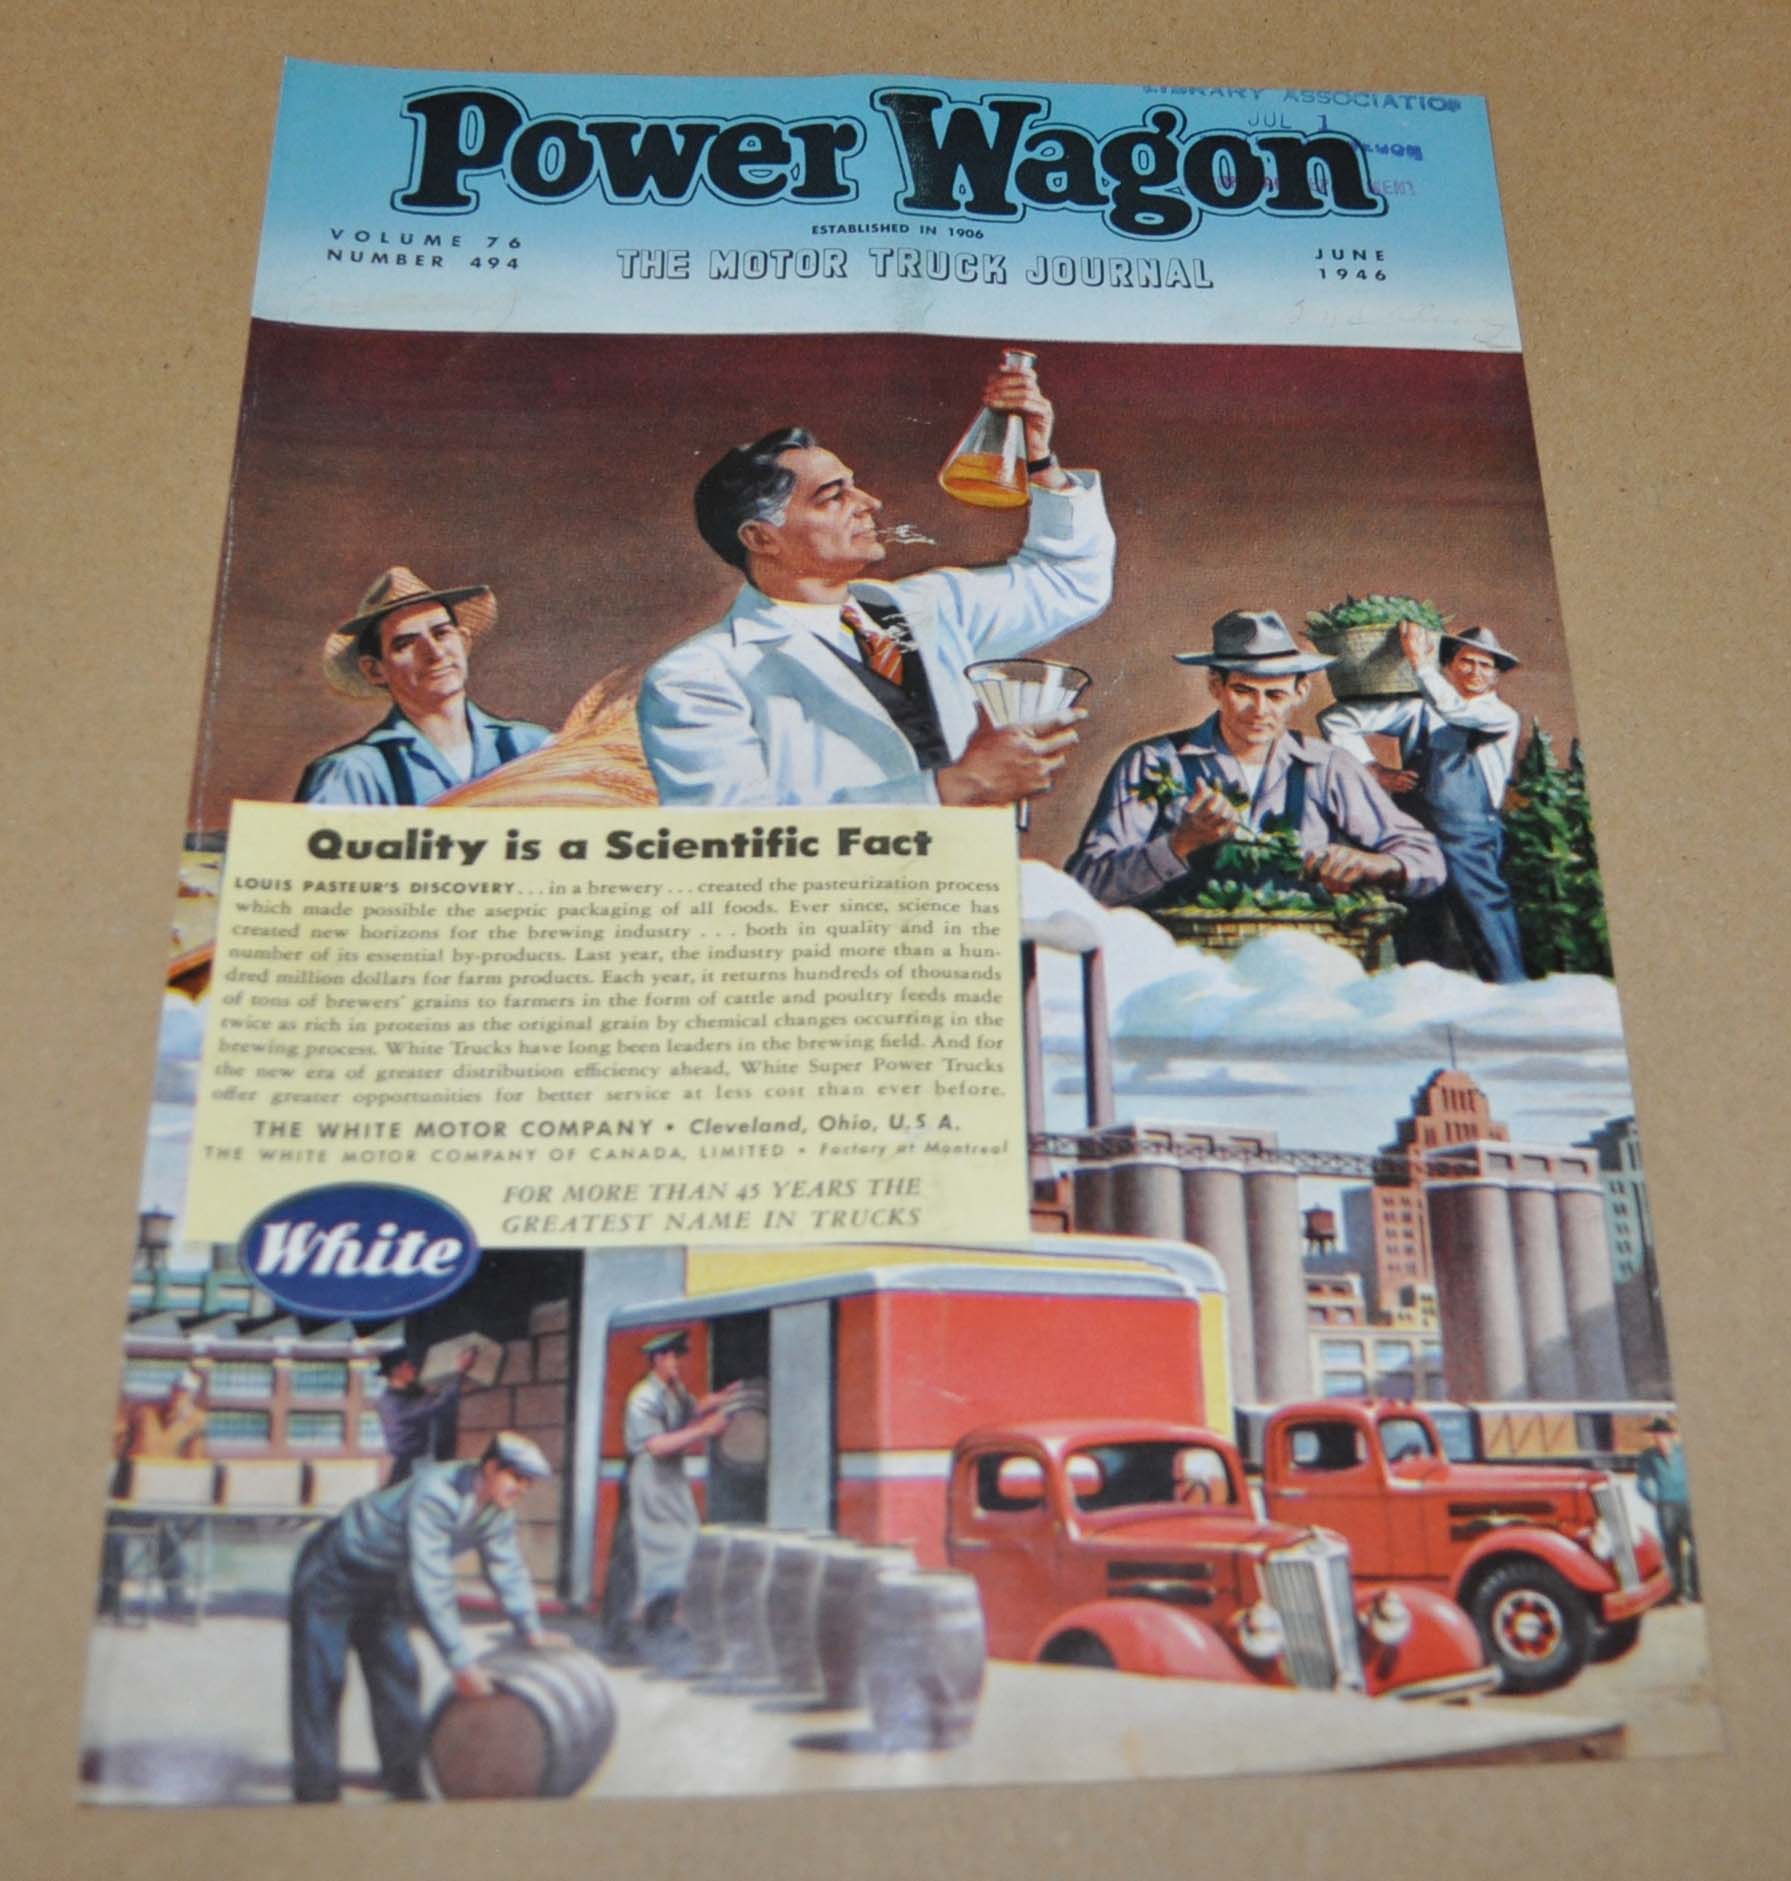 LIBRARY ASSOCIATION
JUL 1
Power Wagon
ESTABLISHED IN 1906
VOLUME 76
NUMBER 494
THE MOTOR TRUCK JOURNAL
JUNE
1946
Quality is a Scientific Fact
LOUIS PASTEUR'S DISCOVERY...in a brewery...created the pasteurization process
which made possible the aseptic packaging of all foods. Ever since, science has
created new horizons for the brewing industry ... both in quality and in the
number of its essential by-products. Last year, the industry paid more than a hun-
dred million dollars for farm products. Each year, it returns hundreds of thousands
of tons of brewers' grains to farmers in the form of cattle and poultry feeds made
twice as rich in proteins as the original grain by chemical changes occurring in the
brewing process. White Trucks have long been leaders in the brewing field. And for
the new era of greater distribution efficiency ahead, White Super Power Trucks
offer greater opportunities for better service at less cost than ever before.
THE WHITE MOTOR COMPANY • Cleveland, Ohio, U.S A.
THE WHITE MOTOR COMPANY OF CANADA, LIMITED • Factory at Montreal
FOR MORE THAN 45 YEARS THE
GREATEST NAME IN TRUCKS
White